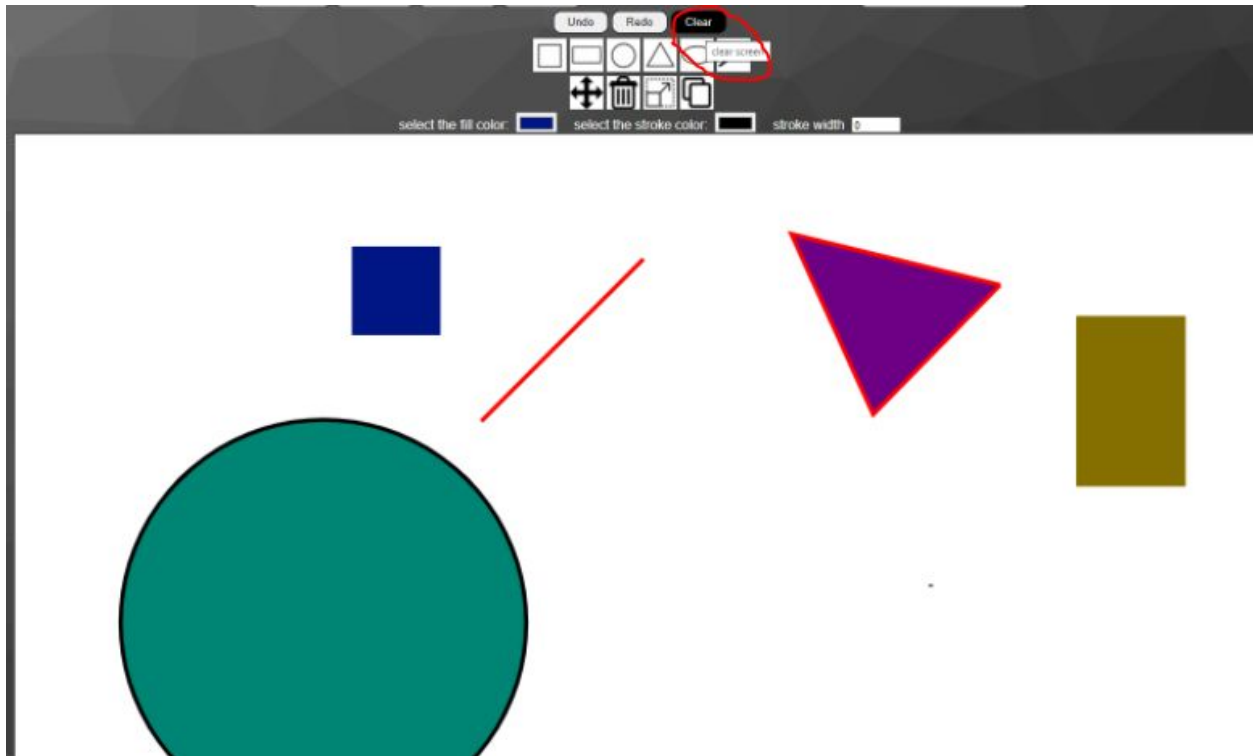 Undo Redo Clear
clear screen
select the fill color: select the stroke color: stroke width 0